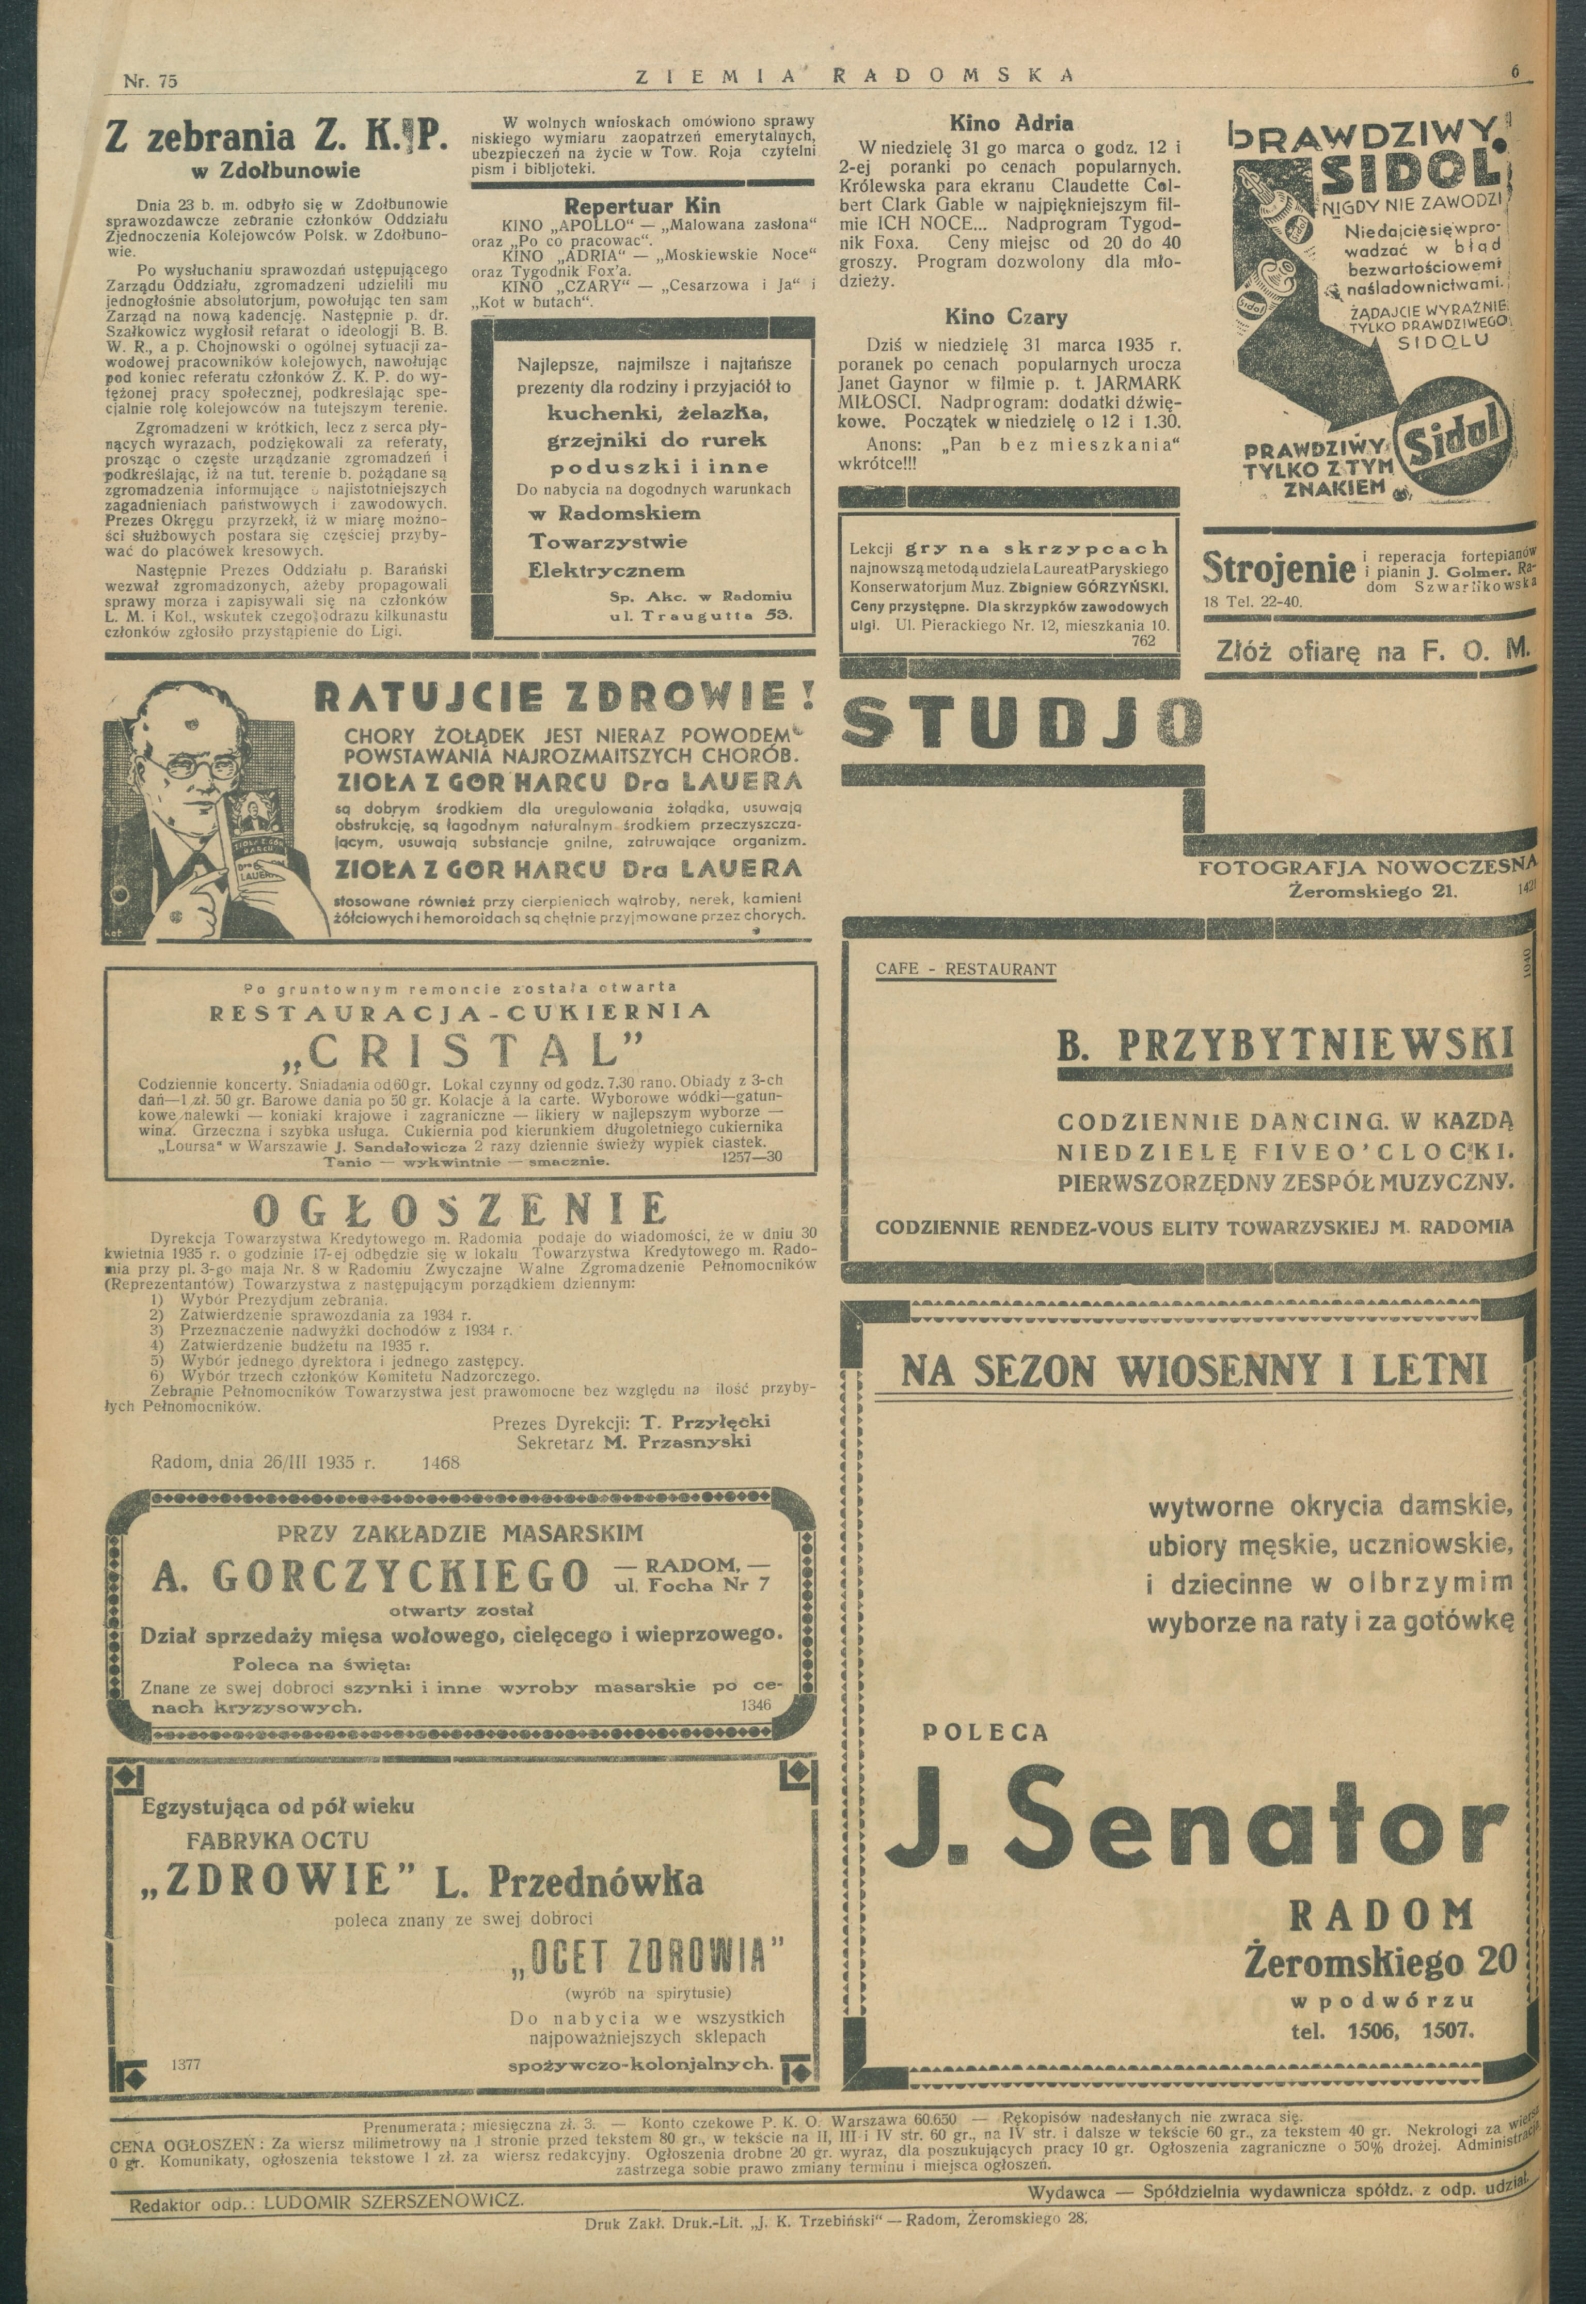 Nr. 75
ZIEMIA RADOMSKA
6
Z zebrania Z. K. P.
w Zdołbunowie
Dnia 23 b. m. odbyło się w Zdołbunowie
sprawozdawcze zebranie członków Oddziału
Zjednoczenia Kolejowców Polsk. w Zdołbuno-
wie.
Po wysłuchaniu sprawozdań ustępującego
Zarządu Oddziału, zgromadzeni udzielili mu
jednogłośnie absolutorjum, powołując ten sam
Zarząd na nową kadencję. Następnie p. dr.
Szałkowicz wygłosił refarat o ideologji B. B.
W. R., a p. Chojnowski o ogólnej sytuacji za-
wodowej pracowników kolejowych, nawołując
pod koniec referatu członków Z. K. P. do wy-
tężonej pracy społecznej, podkreślając spe-
cjalnie rolę kolejowców na tutejszym terenie.
Zgromadzeni w krótkich, lecz z serca pły-
nących wyrazach, podziękowali za referaty,
prosząc o częste urządzanie zgromadzeń i
podkreślając, iż na tut. terenie b. pożądane są
zgromadzenia informujące o najistotniejszych
zagadnieniach państwowych i zawodowych.
Prezes Okręgu przyrzekł, iż w miarę możno-
ści służbowych postara się częściej przyby-
wać do placówek kresowych.
Następnie Prezes Oddziału p. Barański
wezwał zgromadzonych, ażeby propagowali
sprawy morza i zapisywali się na członków
L. M. i Kol., wskutek czego odrazu kilkunastu
członków zgłosiło przystąpienie do Ligi.
W wolnych wnioskach omówiono sprawy
niskiego wymiaru zaopatrzeń emerytalnych,
ubezpieczeń na życie w Tow. Roja czytelni
pism i bibljoteki.
Repertuar Kin
KINO „APOLLO“ — „Malowana zasłona“
oraz „Po co pracowac“.
KINO „ADRIA“ — „Moskiewskie Noce“
oraz Tygodnik Fox'a.
KINO „CZARY“ — „Cesarzowa i Ja“ i
„Kot w butach“.
Najlepsze, najmilsze i najtańsze
prezenty dla rodziny i przyjaciół to
kuchenki, żelazka,
grzejniki do rurek
poduszki i inne
Do nabycia na dogodnych warunkach
w Radomskiem
Towarzystwie
Elektrycznem
Sp. Akc. w Radomiu
ul. Traugutta 53.
Kino Adria
W niedzielę 31 go marca o godz. 12 i
2-ej poranki po cenach popularnych.
Królewska para ekranu Claudette Col-
bert Clark Gable w najpiękniejszym fil-
mie ICH NOCE... Nadprogram Tygod-
nik Foxa. Ceny miejsc od 20 do 40
groszy. Program dozwolony dla mło-
dzieży.
Kino Czary
Dziś w niedzielę 31 marca 1935 r.
poranek po cenach popularnych urocza
Janet Gaynor w filmie p. t. JARMARK
MIŁOSCI. Nadprogram: dodatki dźwię-
kowe. Początek w niedzielę o 12 i 1.30.
Anons: „Pan bez mieszkania“
wkrótce!!!
Lekcji gry na skrzypcach
najnowszą metodą udziela Laureat Paryskiego
Konserwatorjum Muz. Zbigniew GÓRZYŃSKI.
Ceny przystępne. Dla skrzypków zawodowych
ulgi. Ul. Pierackiego Nr. 12, mieszkania 10.
762
PRAWDZIWY
SIDOL
NIGDY NIE ZAWODZI
Nie dajcie się wpro-
wadzać w błąd
bezwartościowemi
naśladownictwami.
ŻĄDAJCIE WYRAŹNIE
TYLKO PRAWDZIWEGO
SIDOLU
Sidol
PRAWDZIWY
TYLKO Z TYM
ZNAKIEM
Sidol
Strojenie i reperacja fortepianów
i pianin J. Golmer. Ra-
dom Szwarlikowska
18 Tel. 22-40.
Złóż ofiarę na F. O. M.
RATUJCIE ZDROWIE!
CHORY ŻOŁĄDEK JEST NIERAZ POWODEM
POWSTAWANIA NAJROZMAITSZYCH CHORÓB.
ZIOŁA Z GOR HARCU Dra LAUERA
są dobrym środkiem dla uregulowania żołądka, usuwają
obstrukcję, są łagodnym naturalnym środkiem przeczyszcza-
jącym, usuwają substancje gnilne, zatruwające organizm.
ZIOŁA Z GOR HARCU Dra LAUERA
stosowane również przy cierpieniach wątroby, nerek, kamieni
żółciowych i hemoroidach są chętnie przyjmowane przez chorych.
STUDJO
FOTOGRAFJA NOWOCZESNA
Żeromskiego 21.
1421
Po gruntownym remoncie została otwarta
RESTAURACJA-CUKIERNIA
„CRISTAL”
Codziennie koncerty. Sniadania od 60 gr. Lokal czynny od godz. 7.30 rano. Obiady z 3-ch
dań—1 zł. 50 gr. Barowe dania po 50 gr. Kolacje á la carte. Wyborowe wódki—gatun-
kowe nalewki — koniaki krajowe i zagraniczne — likiery w najlepszym wyborze —
wina. Grzeczna i szybka usługa. Cukiernia pod kierunkiem długoletniego cukiernika
„Loursa“ w Warszawie J. Sandałowicza 2 razy dziennie świeży wypiek ciastek.
Tanio — wykwintnie — smacznie.
1257—30
OGŁOSZENIE
Dyrekcja Towarzystwa Kredytowego m. Radomia podaje do wiadomości, że w dniu 30
kwietnia 1935 r. o godzinie 17-ej odbędzie się w lokalu Towarzystwa Kredytowego m. Rado-
mia przy pl. 3-go maja Nr. 8 w Radomiu Zwyczajne Walne Zgromadzenie Pełnomocników
(Reprezentantów) Towarzystwa z następującym porządkiem dziennym:
1) Wybór Prezydjum zebrania.
2) Zatwierdzenie sprawozdania za 1934 r.
3) Przeznaczenie nadwyżki dochodów z 1934 r.
4) Zatwierdzenie budżetu na 1935 r.
5) Wybór jednego dyrektora i jednego zastępcy.
6) Wybór trzech członków Komitetu Nadzorczego.
Zebranie Pełnomocników Towarzystwa jest prawomocne bez względu na ilość przyby-
łych Pełnomocników.
Prezes Dyrekcji: T. Przyłęcki
Sekretarz M. Przasnyski
Radom, dnia 26/III 1935 r. 1468
PRZY ZAKŁADZIE MASARSKIM
A. GORCZYCKIEGO — RADOM, —
ul. Focha Nr 7
otwarty został
Dział sprzedaży mięsa wołowego, cielęcego i wieprzowego.
Poleca na święta:
Znane ze swej dobroci szynki i inne wyroby masarskie po ce-
nach kryzysowych.
1346
Egzystująca od pół wieku
FABRYKA OCTU
„ZDROWIE” L. Przednówka
poleca znany ze swej dobroci
„OCET ZDROWIA”
(wyrób na spirytusie)
Do nabycia we wszystkich
najpoważniejszych sklepach
spożywczo-kolonjalnych.
1377
1040
CAFE - RESTAURANT
B. PRZYBYTNIEWSKI
CODZIENNIE DANCING. W KAZDĄ
NIEDZIELĘ FIVEO'CLOCKI.
PIERWSZORZĘDNY ZESPÓŁ MUZYCZNY.
CODZIENNIE RENDEZ-VOUS ELITY TOWARZYSKIEJ M. RADOMIA
NA SEZON WIOSENNY I LETNI
wytworne okrycia damskie,
ubiory męskie, uczniowskie,
i dziecinne w olbrzymim
wyborze na raty i za gotówkę
POLECA
J. Senator
RADOM
Żeromskiego 20
w podwórzu
tel. 1506, 1507.
Prenumerata: miesięczna zł. 3. — Konto czekowe P. K. O. Warszawa 60.650 — Rękopisów nadesłanych nie zwraca się.
CENA OGŁOSZEŃ: Za wiersz milimetrowy na 1 stronie przed tekstem 80 gr., w tekście na II, III i IV str. 60 gr., na IV str. i dalsze w tekście 60 gr., za tekstem 40 gr. Nekrologi za wiersz
0 gr. Komunikaty, ogłoszenia tekstowe 1 zł. za wiersz redakcyjny. Ogłoszenia drobne 20 gr. wyraz, dla poszukujących pracy 10 gr. Ogłoszenia zagraniczne o 50% drożej. Administracja
zastrzega sobie prawo zmiany terminu i miejsca ogłoszeń.
Redaktor odp.: LUDOMIR SZERSZENOWICZ.
Wydawca — Spółdzielnia wydawnicza spółdz. z odp. udział.
Druk Zakł. Druk.-Lit. „J. K. Trzebiński“ — Radom, Żeromskiego 28.